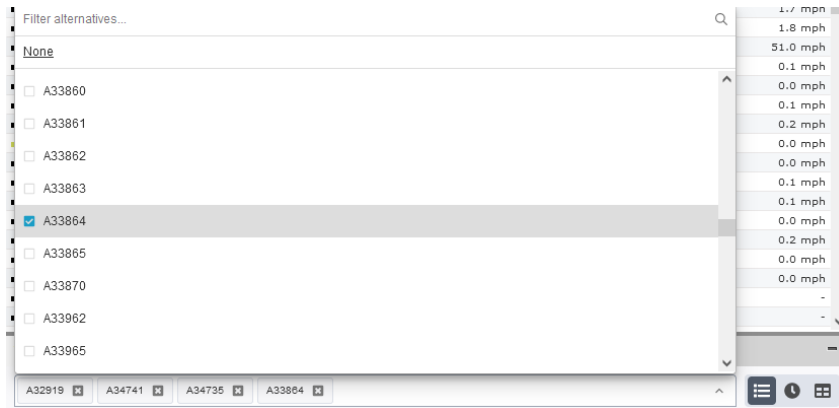 Filter alternatives...
None
A33860
A33861
A33862
A33863
A33864
A33865
A33870
A33962
A33965
A32919 A34741 A34735 A33864
1.7 mph
1.8 mph
51.0 mph
0.1 mph
0.0 mph
0.1 mph
0.2 mph
0.0 mph
0.0 mph
0.1 mph
0.1 mph
0.0 mph
0.2 mph
0.0 mph
0.0 mph
-
-